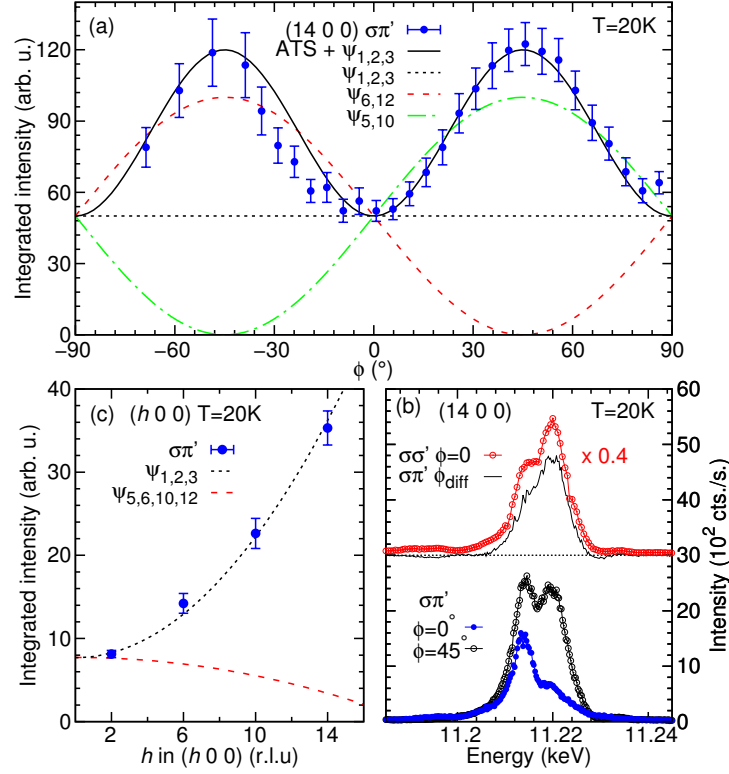 (a)
(14 0 0) σπ'
T=20K
ATS + ψ1,2,3
ψ1,2,3
ψ6,12
ψ5,10
Integrated intensity (arb. u.)
120
90
60
30
0
−90 −60 −30 0 30 60 90
ϕ (°)
(c) (h 0 0) T=20K
σπ'
ψ1,2,3
ψ5,6,10,12
Integrated intensity (arb. u.)
40
30
20
10
0
2 6 10 14
h in (h 0 0) (r.l.u)
(b)
(14 0 0) T=20K
σσ' ϕ=0
x 0.4
σπ' ϕdiff
σπ'
ϕ=0°
ϕ=45°
60
50
40
30
20
10
0
Intensity (10² cts./s.)
11.2 11.22 11.24
Energy (keV)